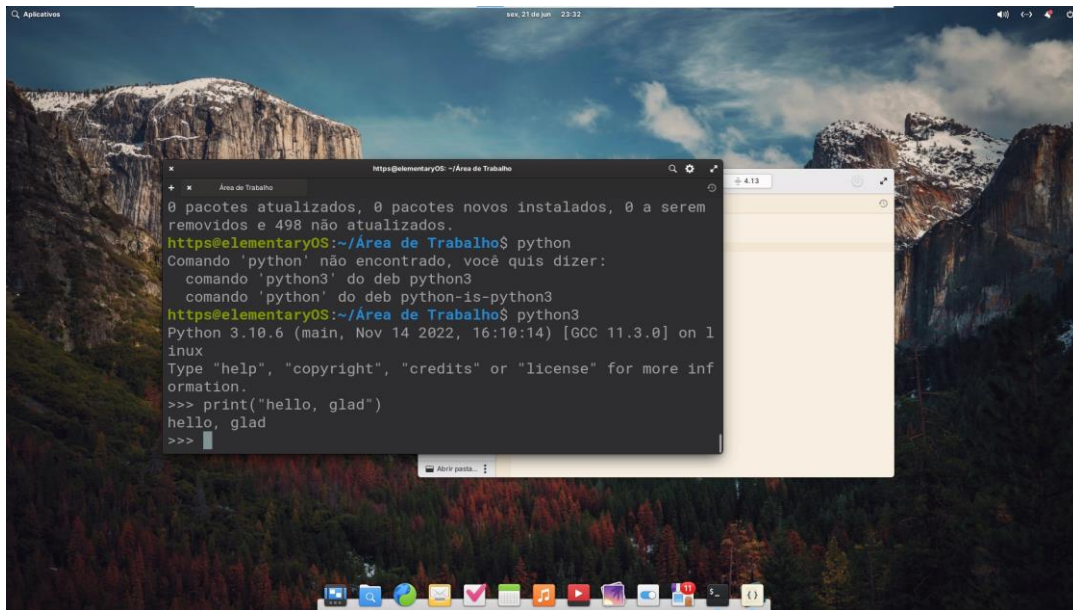 Aplicativos
sex, 21 de jun 23:32
https@elementaryOS: ~/Área de Trabalho
Área de Trabalho
4.13
0 pacotes atualizados, 0 pacotes novos instalados, 0 a serem
removidos e 498 não atualizados.
https@elementaryOS:~/Área de Trabalho$ python
Comando 'python' não encontrado, você quis dizer:
  comando 'python3' do deb python3
  comando 'python' do deb python-is-python3
https@elementaryOS:~/Área de Trabalho$ python3
Python 3.10.6 (main, Nov 14 2022, 16:10:14) [GCC 11.3.0] on l
inux
Type "help", "copyright", "credits" or "license" for more inf
ormation.
>>> print("hello, glad")
hello, glad
>>>
Abrir pasta...
11